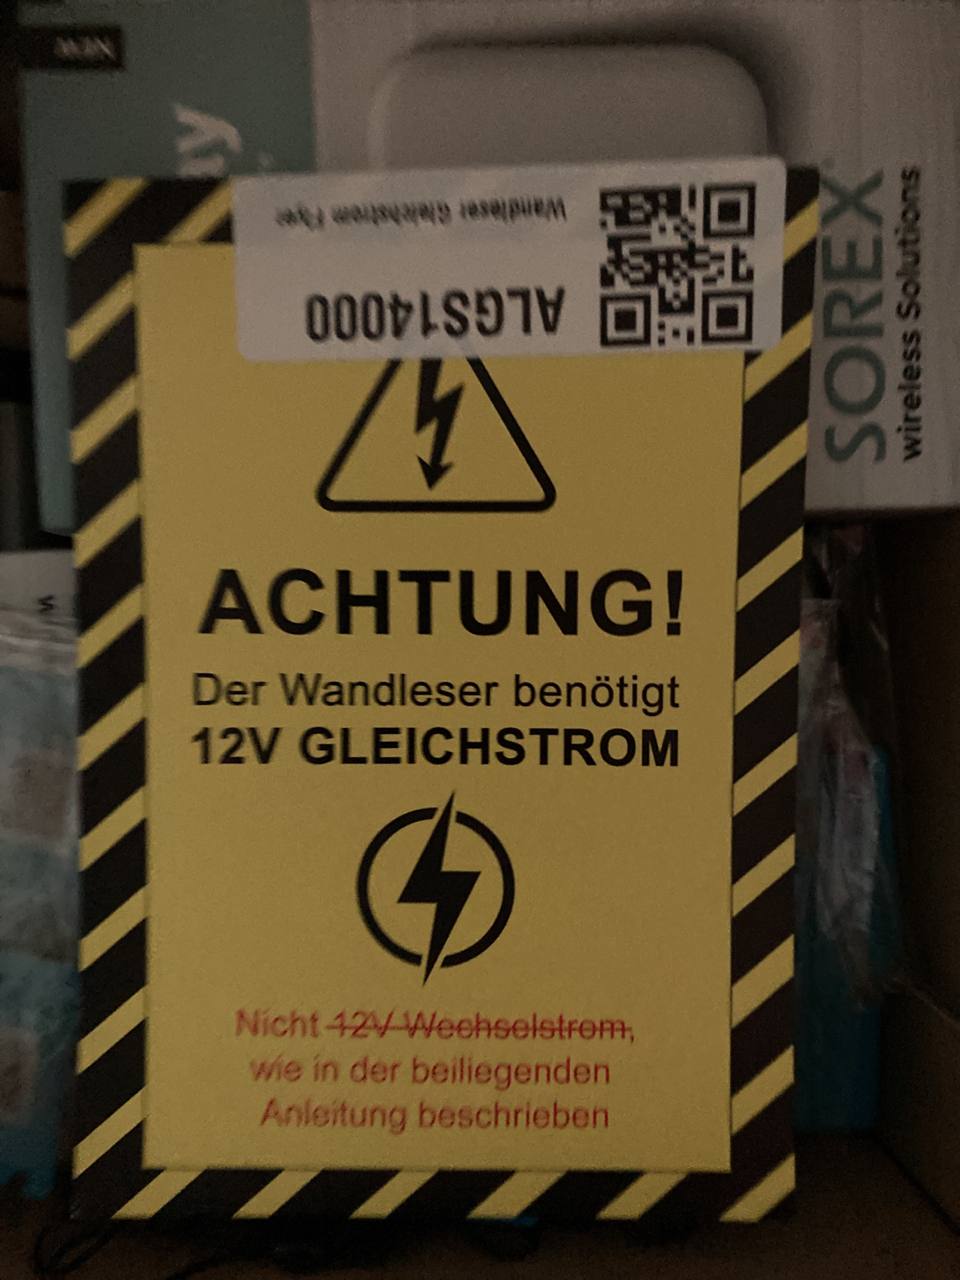 NEW
Wandleser Gleichstrom Flyer
ALGS14000
SOREX
wireless Solutions
ACHTUNG!
Der Wandleser benötigt
12V GLEICHSTROM
Nicht 12V Wechselstrom,
wie in der beiliegenden
Anleitung beschrieben